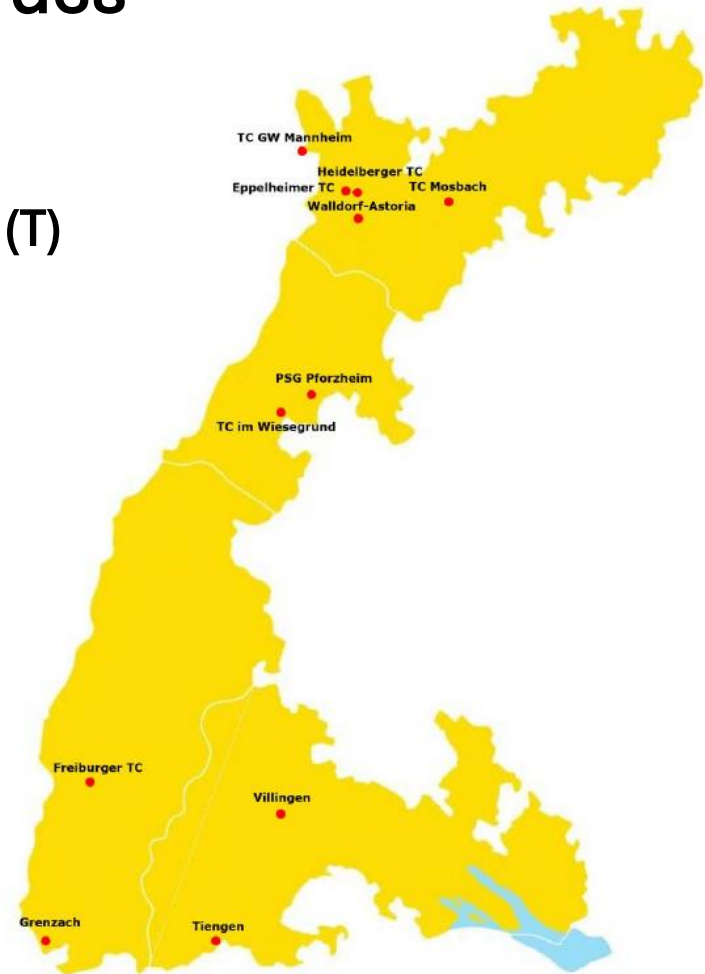 (T)
TC GW Mannheim
Heidelberger TC
Eppelheimer TC
TC Mosbach
Walldorf-Astoria
PSG Pforzheim
TC im Wiesegrund
Freiburger TC
Villingen
Grenzach
Tiengen